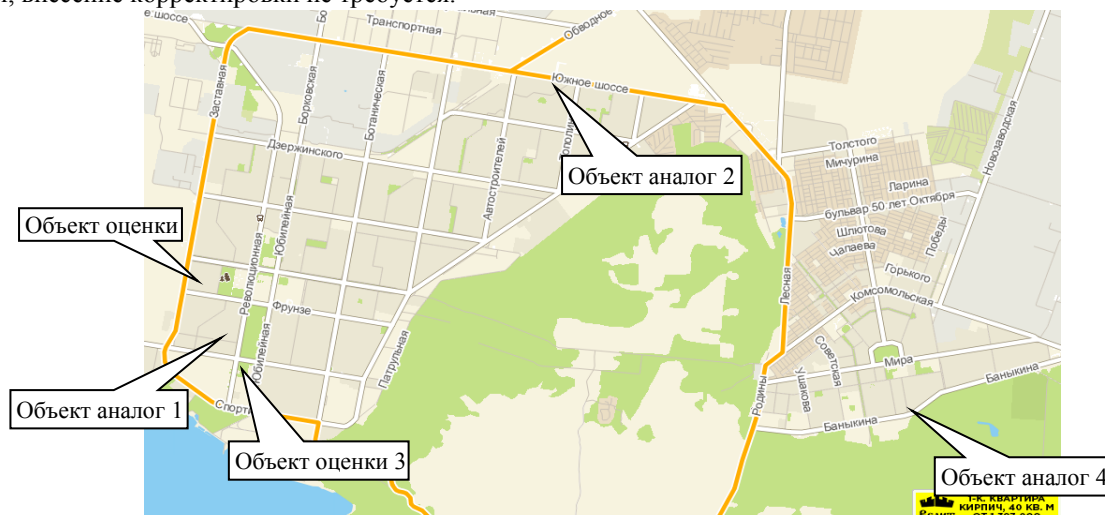 внесение корректировки не требуется.
е шоссе
Транспортная
Обводное
Южное шоссе
Заставная
Борковская
Ботаническая
Дзержинского
Автостроителей
Толстого
Мичурина
Новозаводская
Объект аналог 2
Ларина
бульвар 50 лет Октября
Объект оценки
Шлютова
Победы
Чапаева
Революционная
Юбилейная
Горького
Лесная
Комсомольская
Фрунзе
Юбилейная
Патрульная
Советская
Мира
Ушакова
Баныкина
Родины
Объект аналог 1
Спорти
Баныкина
Объект оценки 3
Объект аналог 4
1-К. КВАРТИРА
КИРПИЧ, 40 КВ. М